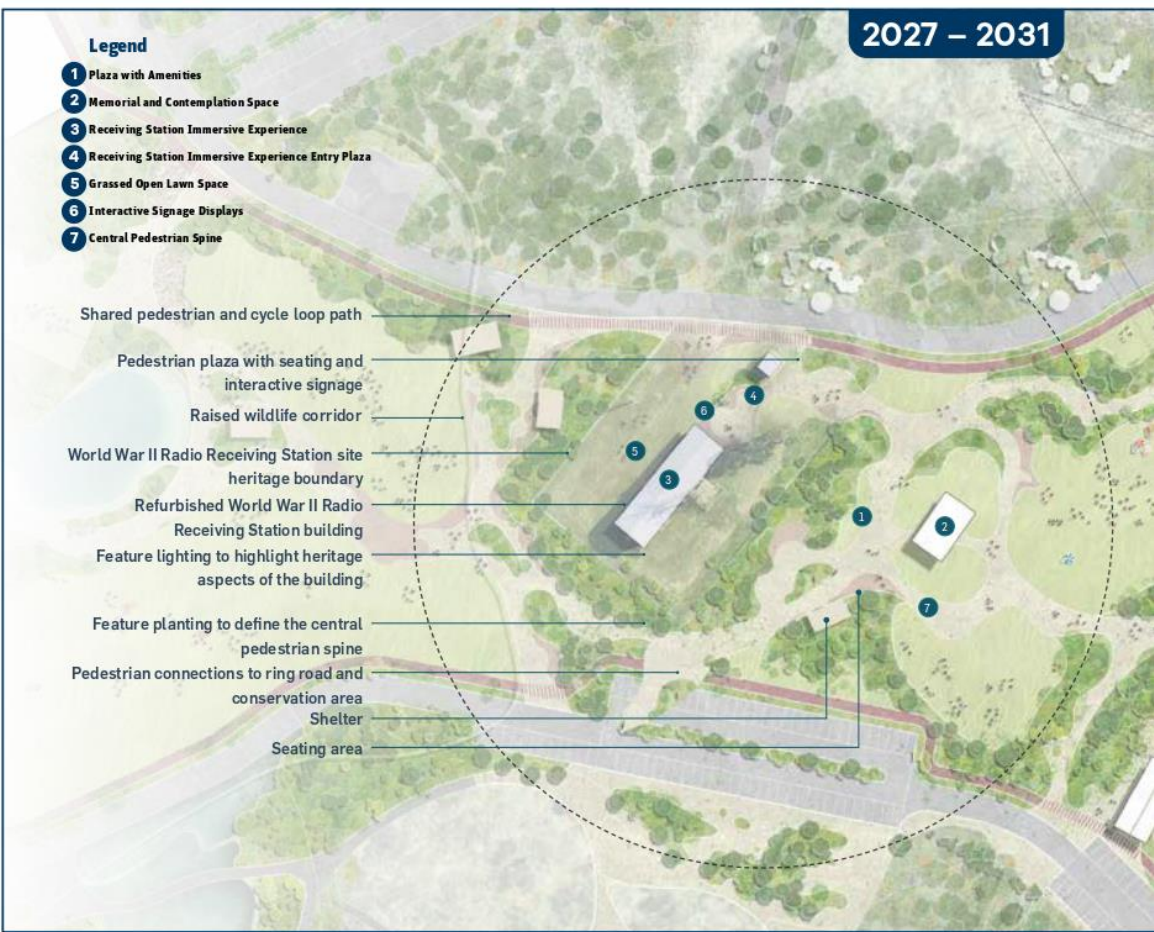 2027 – 2031
Legend
1 Plaza with Amenities
2 Memorial and Contemplation Space
3 Receiving Station Immersive Experience
4 Receiving Station Immersive Experience Entry Plaza
5 Grassed Open Lawn Space
6 Interactive Signage Displays
7 Central Pedestrian Spine
Shared pedestrian and cycle loop path
Pedestrian plaza with seating and
interactive signage
Raised wildlife corridor
World War II Radio Receiving Station site
heritage boundary
Refurbished World War II Radio
Receiving Station building
Feature lighting to highlight heritage
aspects of the building
Feature planting to define the central
pedestrian spine
Pedestrian connections to ring road and
conservation area
Shelter
Seating area
4
6
5
3
1
2
7